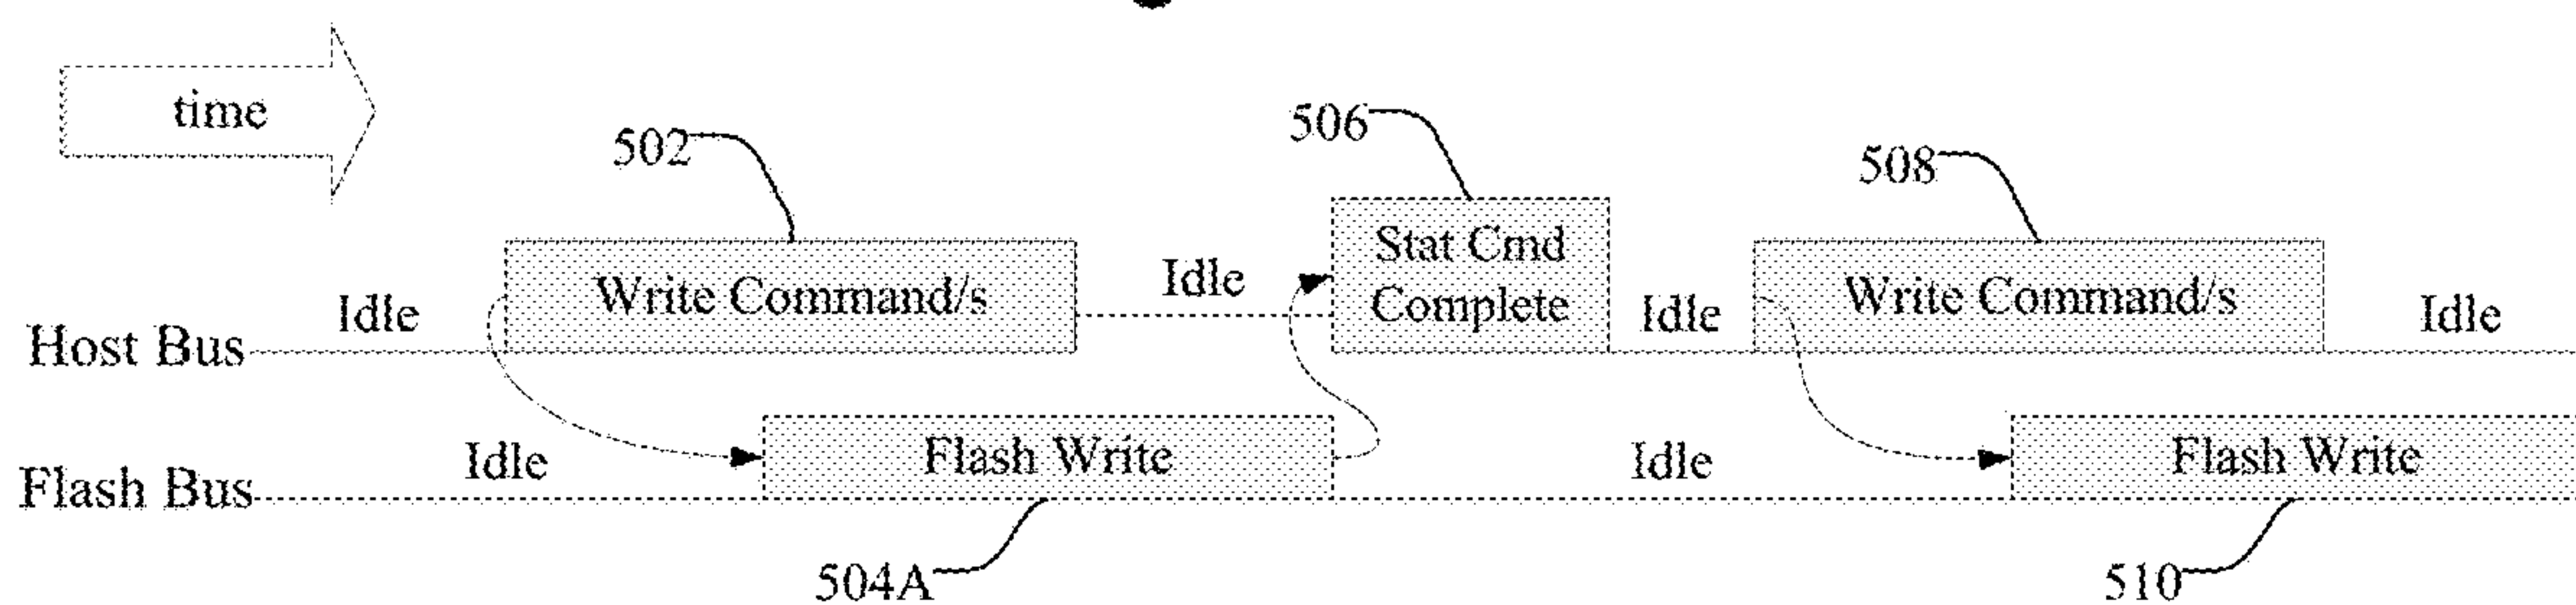 time
502
506
508
Idle
Write Command/s
Idle
Stat Cmd
Complete
Idle
Write Command/s
Idle
Host Bus
Idle
Flash Write
Idle
Flash Write
Flash Bus
504A
510